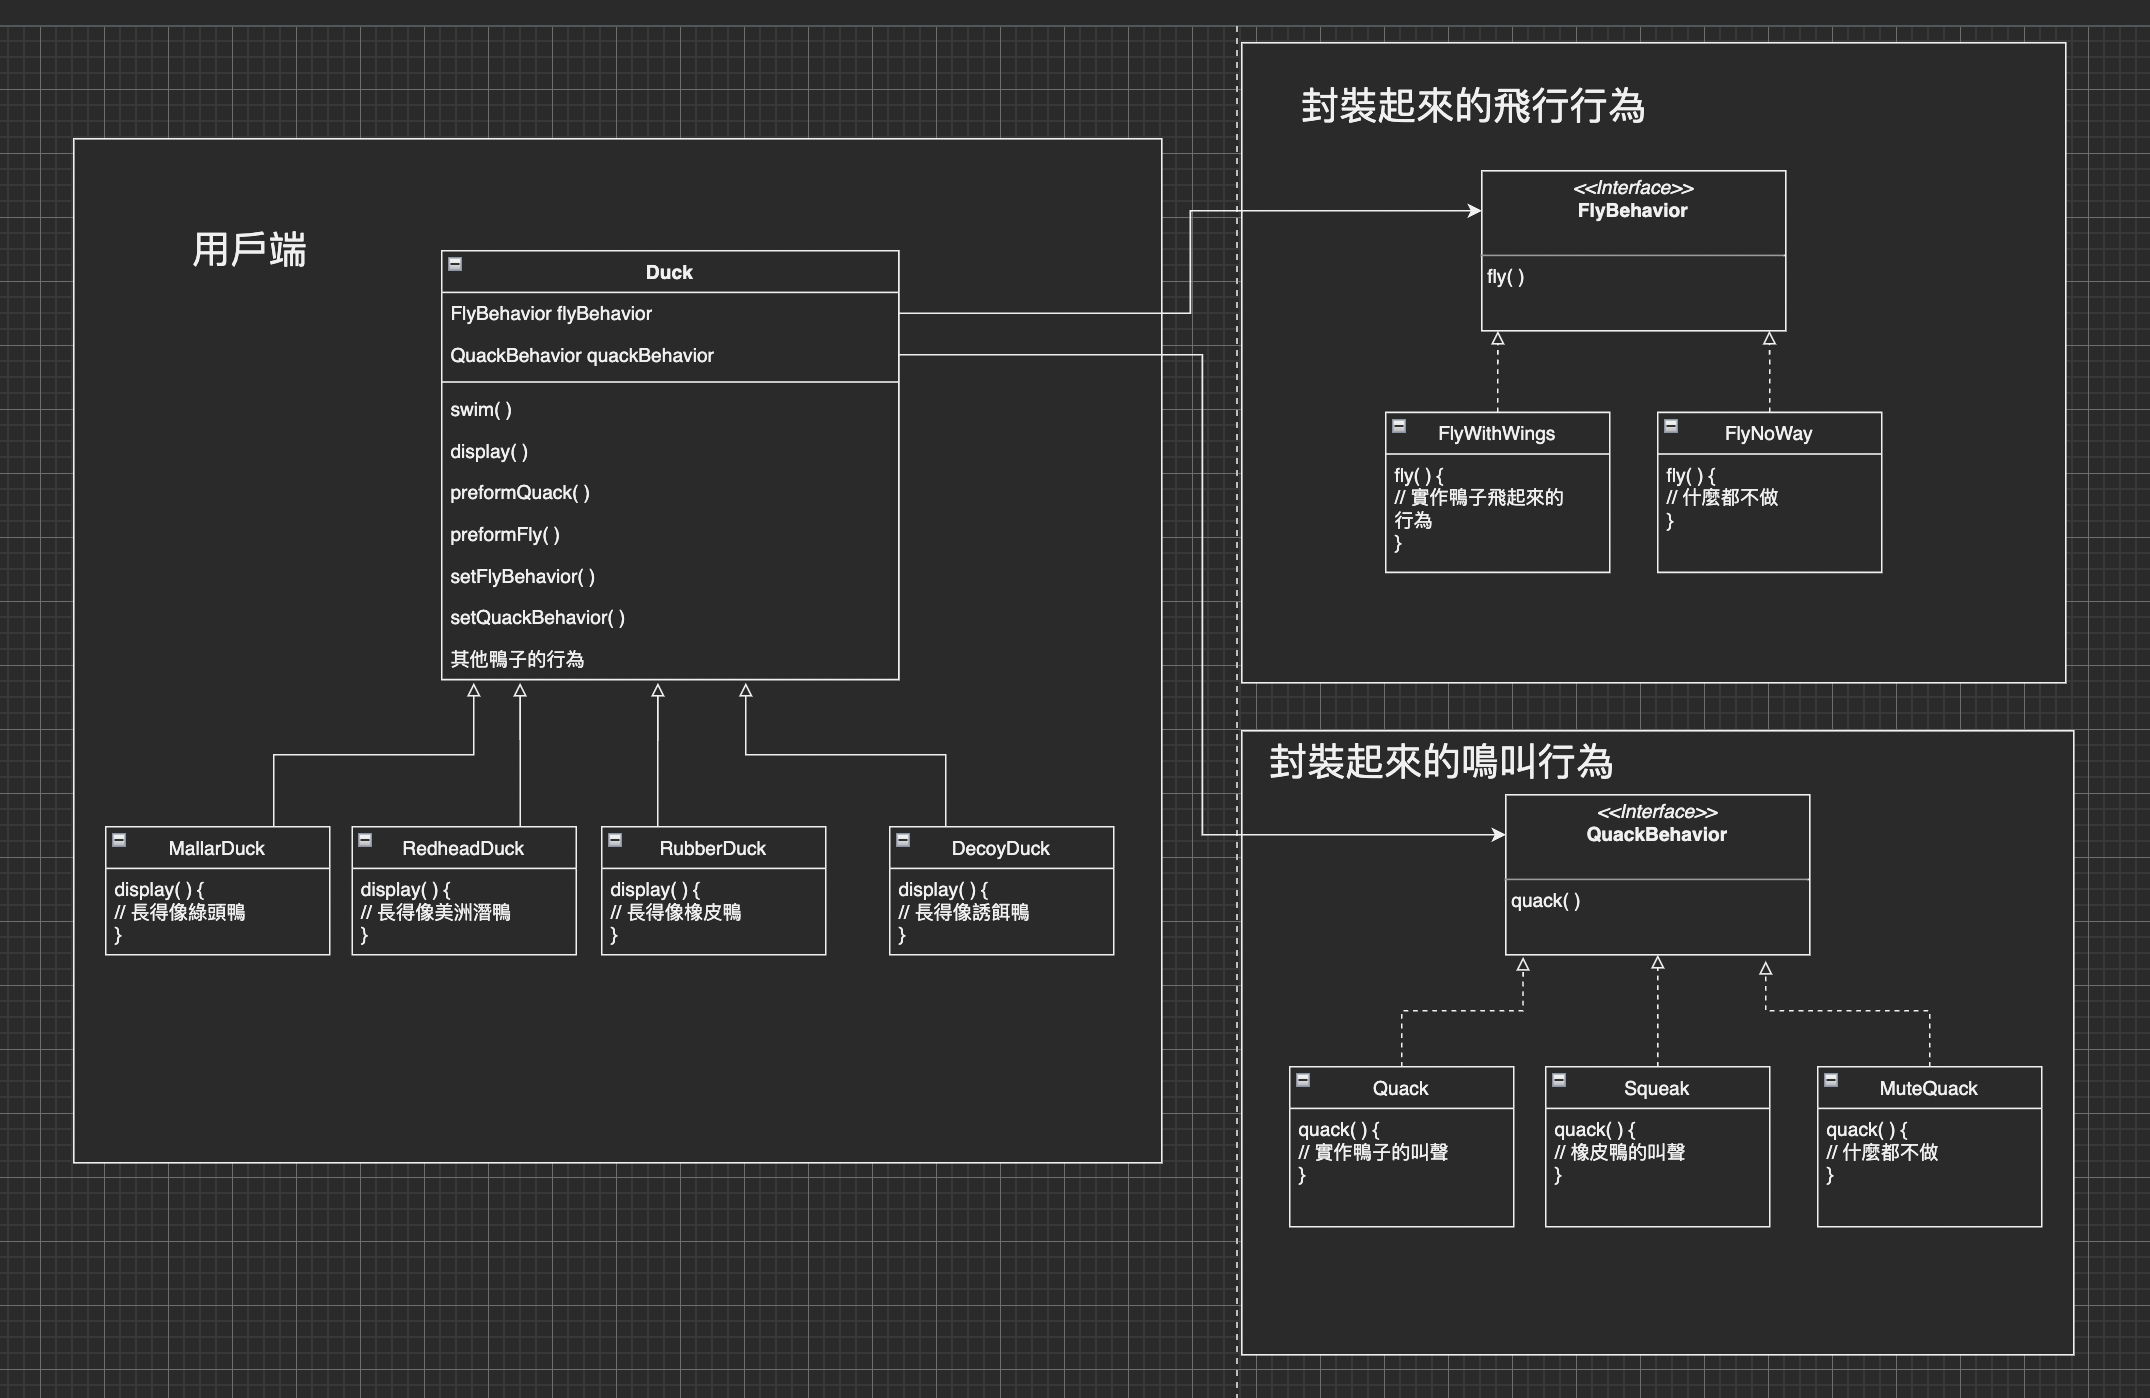 用戶端
Duck
FlyBehavior flyBehavior
QuackBehavior quackBehavior
swim( )
display( )
preformQuack( )
preformFly( )
setFlyBehavior( )
setQuackBehavior( )
其他鴨子的行為
MallarDuck
display( ) {
// 長得像綠頭鴨
}
RedheadDuck
display( ) {
// 長得像美洲潛鴨
}
RubberDuck
display( ) {
// 長得像橡皮鴨
}
DecoyDuck
display( ) {
// 長得像誘餌鴨
}
封裝起來的飛行行為
<<Interface>>
FlyBehavior
fly( )
FlyWithWings
fly( ) {
// 實作鴨子飛起來的
行為
}
FlyNoWay
fly( ) {
// 什麼都不做
}
封裝起來的鳴叫行為
<<Interface>>
QuackBehavior
quack( )
Quack
quack( ) {
// 實作鴨子的叫聲
}
Squeak
quack( ) {
// 橡皮鴨的叫聲
}
MuteQuack
quack( ) {
// 什麼都不做
}